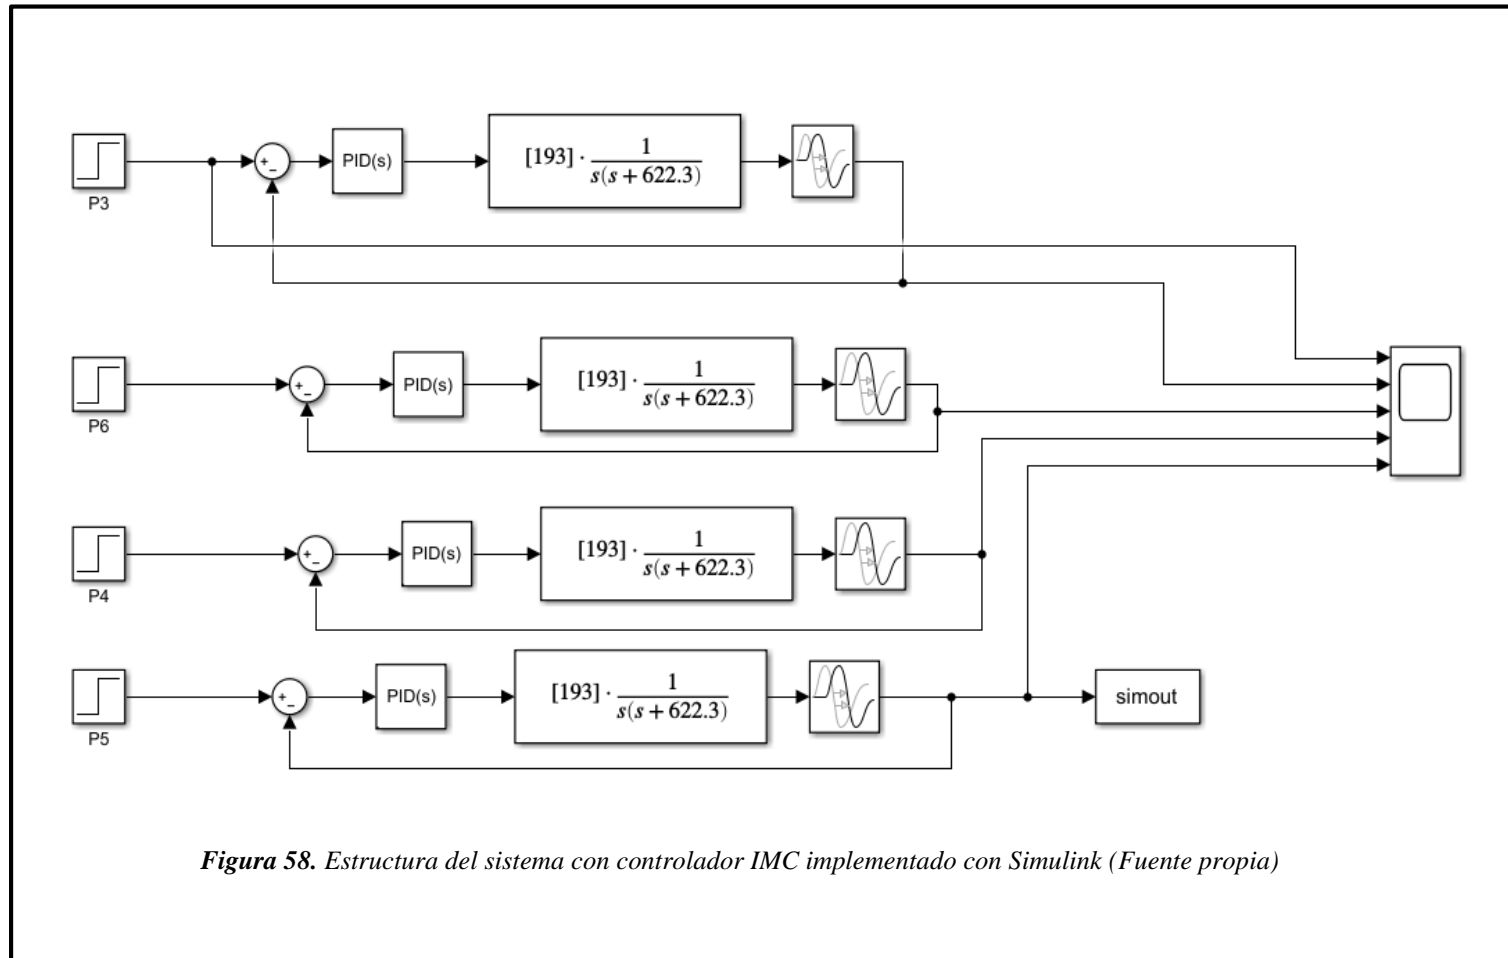 P3
+
−
PID(s)
[193] · 1 / s(s + 622.3)
P6
+
−
PID(s)
[193] · 1 / s(s + 622.3)
P4
+
−
PID(s)
[193] · 1 / s(s + 622.3)
P5
+
−
PID(s)
[193] · 1 / s(s + 622.3)
simout
Figura 58. Estructura del sistema con controlador IMC implementado con Simulink (Fuente propia)